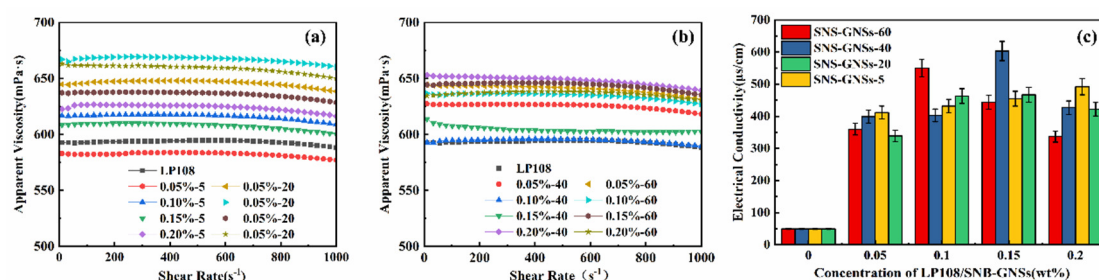 (a)
Apparent Viscosity(mPa·s)
700
650
600
550
500
LP108
0.05%-5
0.10%-5
0.15%-5
0.20%-5
0.05%-20
0.05%-20
0.05%-20
0.05%-20
0 200 400 600 800 1000
Shear Rate(s-1)
(b)
Apparent Viscosity(mPa·s)
700
650
600
550
500
LP108
0.05%-40
0.10%-40
0.15%-40
0.20%-40
0.05%-60
0.10%-60
0.15%-60
0.20%-60
0 200 400 600 800 1000
Shear Rate (s-1)
(c)
Electrical Conductivity(μs/cm)
700
600
500
400
300
200
100
0
SNS-GNSs-60
SNS-GNSs-40
SNS-GNSs-20
SNS-GNSs-5
0 0.05 0.1 0.15 0.2
Concentration of LP108/SNB-GNSs(wt%)